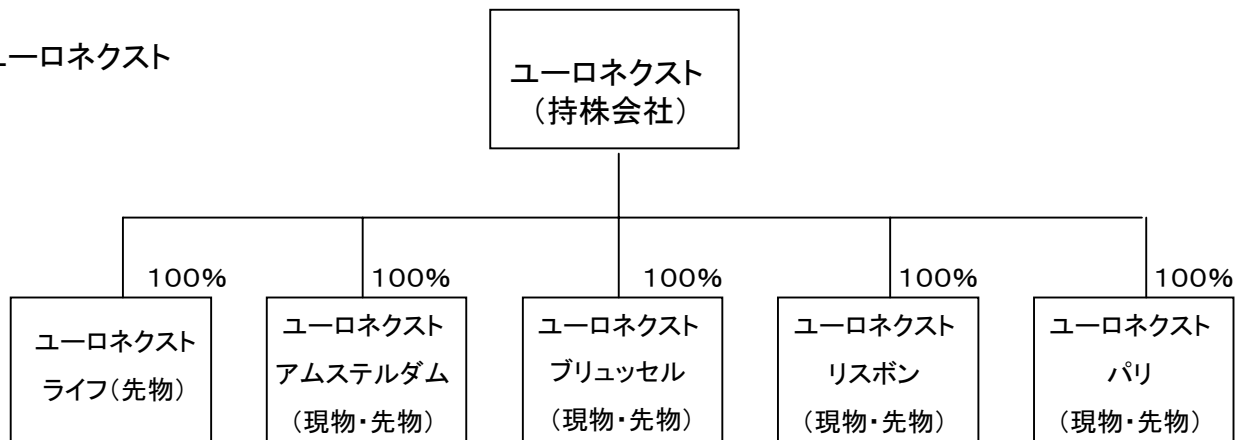 ユーロネクスト
ユーロネクスト
（持株会社）
100%
100%
100%
100%
100%
ユーロネクスト
ライフ（先物）
ユーロネクスト
アムステルダム
（現物・先物）
ユーロネクスト
ブリュッセル
（現物・先物）
ユーロネクスト
リスボン
（現物・先物）
ユーロネクスト
パリ
（現物・先物）